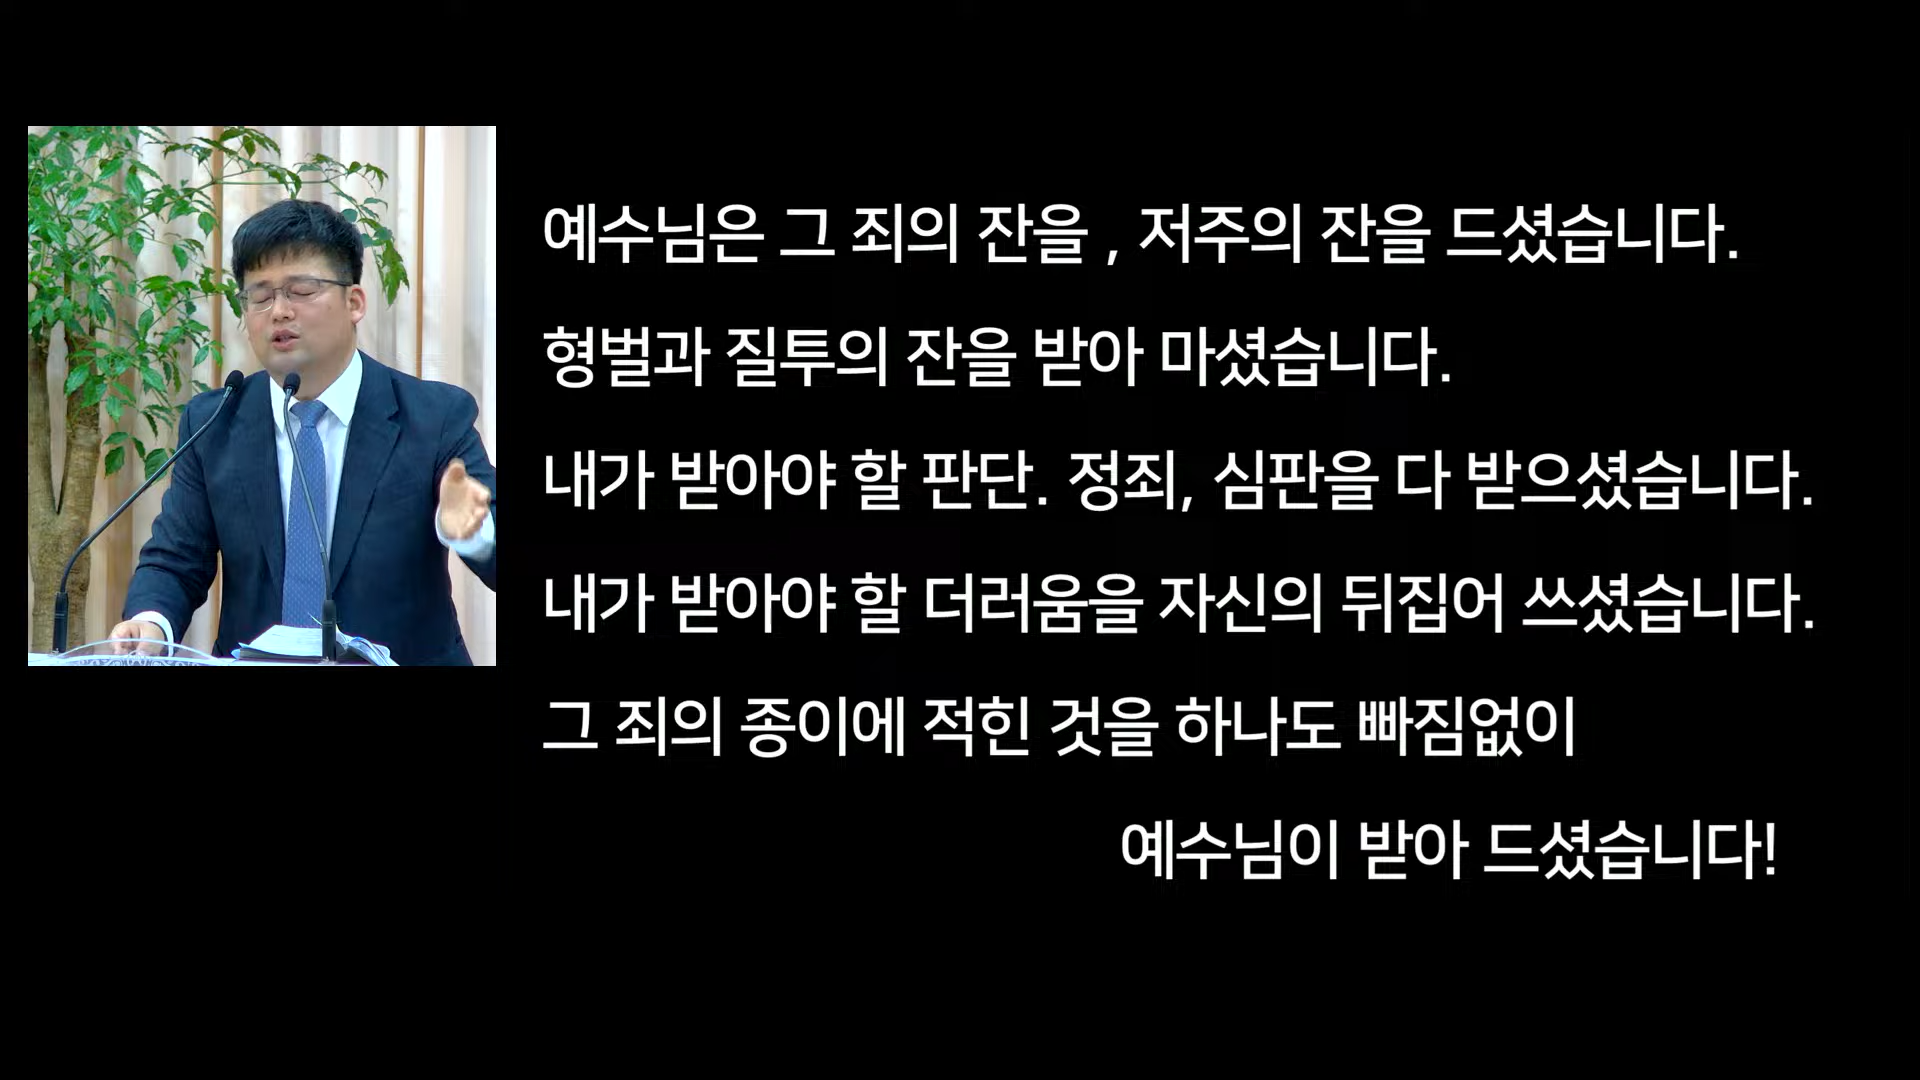 예수님은 그 죄의 잔을 , 저주의 잔을 드셨습니다.
형벌과 질투의 잔을 받아 마셨습니다.
내가 받아야 할 판단. 정죄, 심판을 다 받으셨습니다.
내가 받아야 할 더러움을 자신의 뒤집어 쓰셨습니다.
그 죄의 종이에 적힌 것을 하나도 빠짐없이
예수님이 받아 드셨습니다!